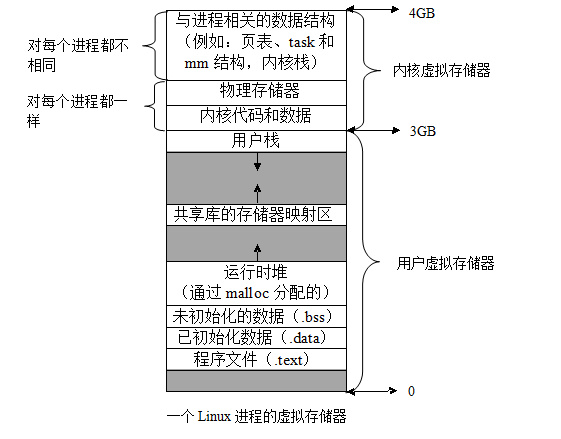 与进程相关的数据结构
（例如：页表、task 和
mm 结构，内核栈）
物理存储器
内核代码和数据
用户栈
共享库的存储器映射区
运行时堆
（通过 malloc 分配的）
未初始化的数据（.bss）
已初始化数据（.data）
程序文件（.text）
对每个进程都不
相同
对每个进程都一
样
4GB
内核虚拟存储器
3GB
用户虚拟存储器
0
一个 Linux 进程的虚拟存储器